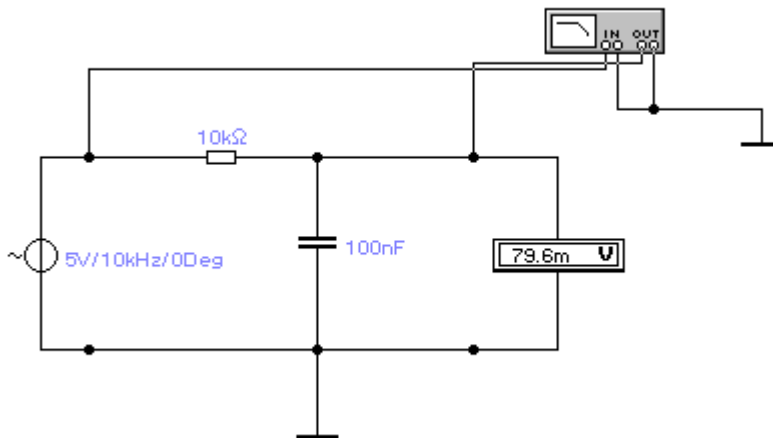 IN OUT
10kΩ
5V/10kHz/0Deg
100nF
79.6m V